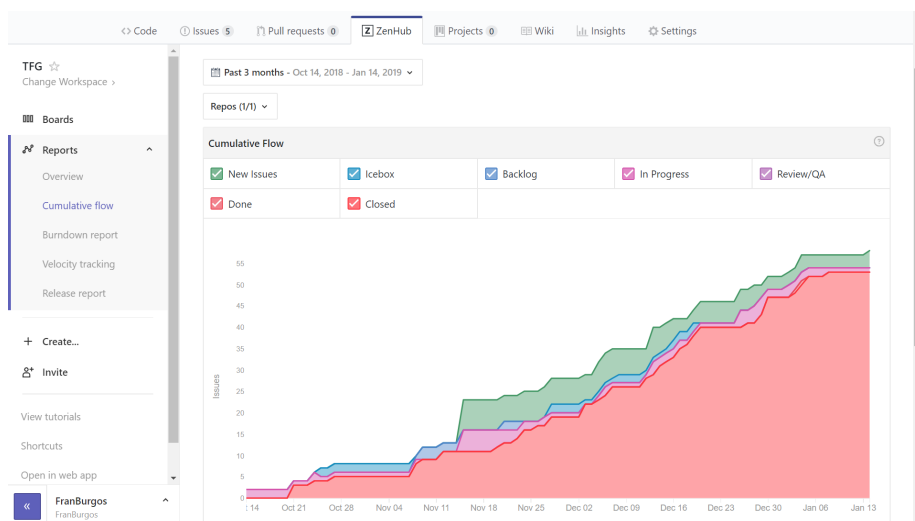 Code Issues 5 Pull requests 0 Z ZenHub Projects 0 Wiki Insights Settings
TFG
Change Workspace >
Boards
Reports
Overview
Cumulative flow
Burndown report
Velocity tracking
Release report
+ Create...
Invite
View tutorials
Shortcuts
Open in web app
« FranBurgos
FranBurgos
Past 3 months - Oct 14, 2018 - Jan 14, 2019
Repos (1/1)
Cumulative Flow ?
New Issues Icebox Backlog In Progress Review/QA
Done Closed
Issues
55
50
45
40
35
30
25
20
15
10
5
0
: 14 Oct 21 Oct 28 Nov 04 Nov 11 Nov 18 Nov 25 Dec 02 Dec 09 Dec 16 Dec 23 Dec 30 Jan 06 Jan 13